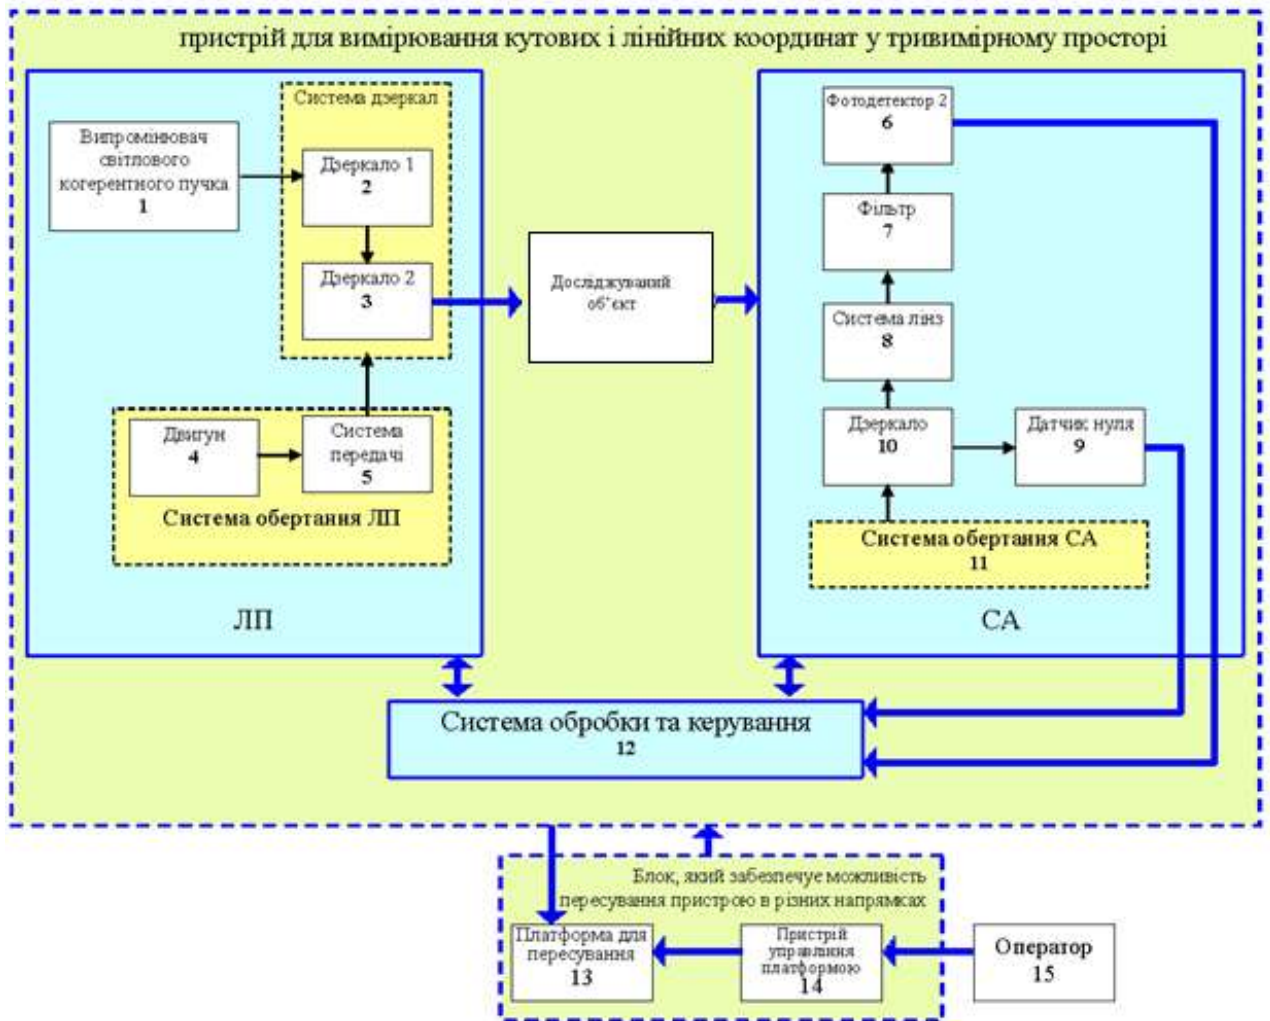 пристрій для вимірювання кутових і лінійних координат у тривимірному просторі
Система дзеркал
Випромінювач
світлового
когерентного пучка
1
Дзеркало 1
2
Дзеркало 2
3
Двигун
4
Система
передачі
5
Система обертання ЛП
ЛП
Досліджуваний
об'єкт
Фотодетектор 2
6
Фільтр
7
Система лінз
8
Дзеркало
10
Датчик нуля
9
Система обертання СА
11
СА
Система обробки та керування
12
Блок, який забезпечує можливість
пересування пристрою в різних напрямках
Платформа для
пересування
13
Пристрій
управління
платформою
14
Оператор
15